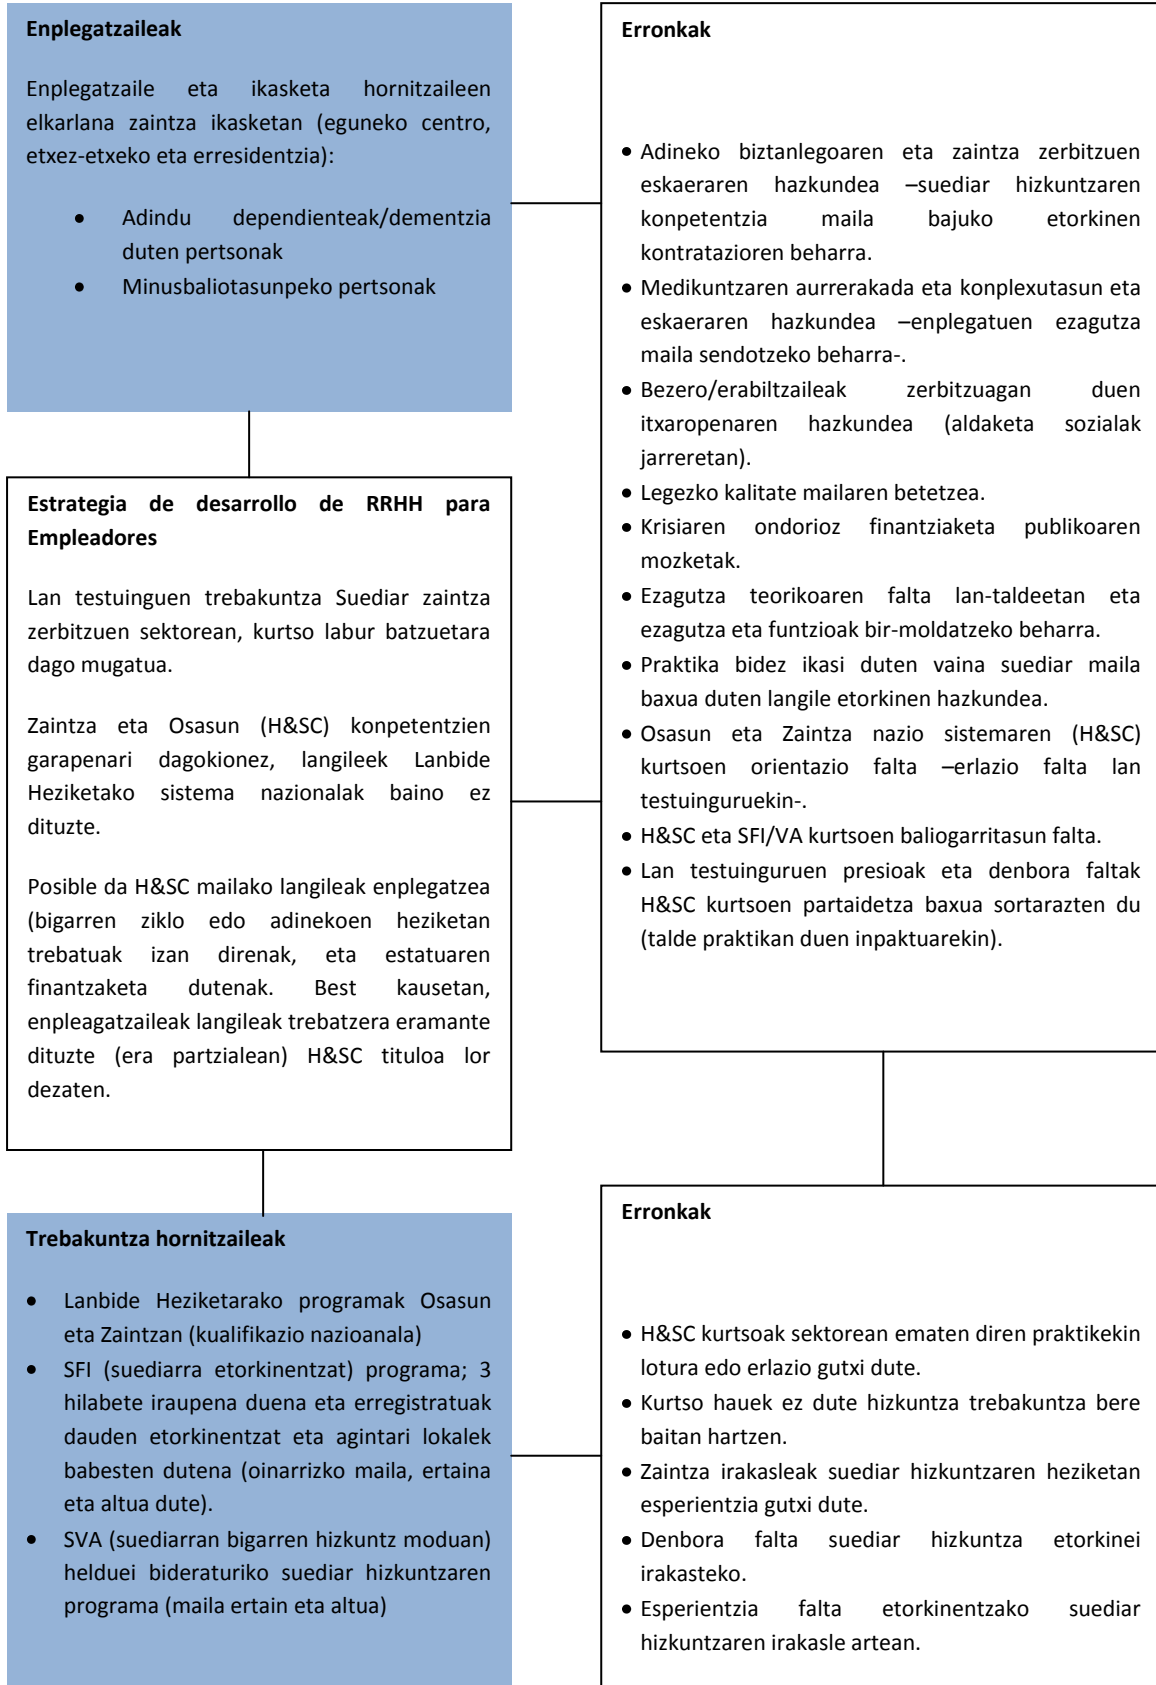 Enplegatzaileak
Enplegatzaile eta ikasketa hornitzaileen
elkarlana zaintza ikasketan (eguneko centro,
etxez-etxeko eta erresidentzia):
• Adindu dependienteak/dementzia
duten pertsonak
• Minusbaliotasunpeko pertsonak
Erronkak
• Adineko biztanlegoaren eta zaintza zerbitzuen
eskaeraren hazkundea –suediar hizkuntzaren
konpetentzia maila bajuko etorkinen
kontratazioren beharra.
• Medikuntzaren aurrerakada eta konplexutasun eta
eskaeraren hazkundea –enplegatuen ezagutza
maila sendotzeko beharra-.
• Bezero/erabiltzaileak zerbitzuagan duen
itxaropenaren hazkundea (aldaketa sozialak
jarreretan).
• Legezko kalitate mailaren betetzea.
• Krisiaren ondorioz finantziaketa publikoaren
mozketak.
• Ezagutza teorikoaren falta lan-taldeetan eta
ezagutza eta funtzioak bir-moldatzeko beharra.
• Praktika bidez ikasi duten vaina suediar maila
baxua duten langile etorkinen hazkundea.
• Osasun eta Zaintza nazio sistemaren (H&SC)
kurtsoen orientazio falta –erlazio falta lan
testuinguruekin-.
• H&SC eta SFI/VA kurtsoen baliogarritasun falta.
• Lan testuinguruen presioak eta denbora faltak
H&SC kurtsoen partaidetza baxua sortarazten du
(talde praktikan duen inpaktuarekin).
Estrategia de desarrollo de RRHH para
Empleadores
Lan testuinguen trebakuntza Suediar zaintza
zerbitzuen sektorean, kurtso labur batzuetara
dago mugatua.
Zaintza eta Osasun (H&SC) konpetentzien
garapenari dagokionez, langileek Lanbide
Heziketako sistema nazionalak baino ez
dituzte.
Posible da H&SC mailako langileak enplegatzea
(bigarren ziklo edo adinekoen heziketan
trebatuak izan direnak, eta estatuaren
finantzaketa dutenak. Best kausetan,
enpleagatzaileak langileak trebatzera eramante
dituzte (era partzialean) H&SC tituloa lor
dezaten.
Trebakuntza hornitzaileak
• Lanbide Heziketarako programak Osasun
eta Zaintzan (kualifikazio nazioanala)
• SFI (suediarra etorkinentzat) programa; 3
hilabete iraupena duena eta erregistratuak
dauden etorkinentzat eta agintari lokalek
babesten dutena (oinarrizko maila, ertaina
eta altua dute).
• SVA (suediarran bigarren hizkuntz moduan)
helduei bideraturiko suediar hizkuntzaren
programa (maila ertain eta altua)
Erronkak
• H&SC kurtsoak sektorean ematen diren praktikekin
lotura edo erlazio gutxi dute.
• Kurtso hauek ez dute hizkuntza trebakuntza bere
baitan hartzen.
• Zaintza irakasleak suediar hizkuntzaren heziketan
esperientzia gutxi dute.
• Denbora falta suediar hizkuntza etorkinei
irakasteko.
• Esperientzia falta etorkinentzako suediar
hizkuntzaren irakasle artean.